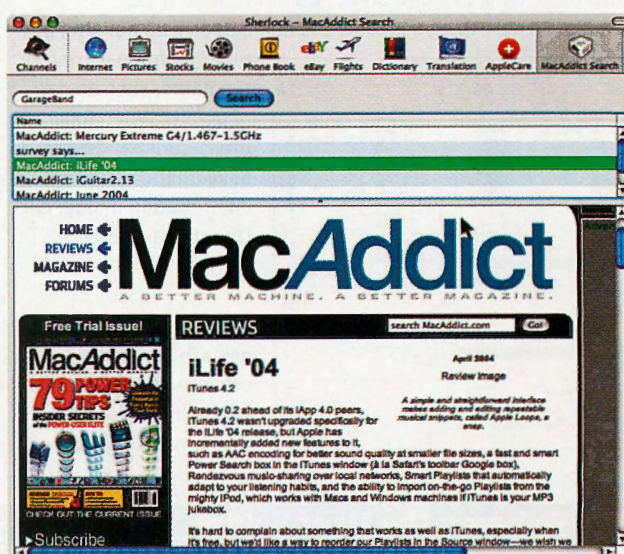 Sherlock – MacAddict Search
Channels Internet Pictures Stocks Movies Phone Book eBay Flights Dictionary Translation AppleCare MacAddict Search
GarageBand Search
Name
MacAddict: Mercury Extreme G4/1.467–1.5GHz
survey says...
MacAddict: iLife '04
MacAddict: iGuitar2.13
MacAddict: June 2004
HOME
REVIEWS
MAGAZINE
FORUMS
MacAddict
A BETTER MACHINE. A BETTER MAGAZINE.
Free Trial Issue!
MacAddict
79 POWER TIPS
INSIDER SECRETS
of the POWER-USER ELITE
CHECK OUT THE CURRENT ISSUE
Subscribe
REVIEWS search MacAddict.com Go!
iLife '04
iTunes 4.2
April 2004
Review Image
A simple and straightforward interface
makes adding and editing repeatable
musical snippets, called Apple Loops, a
snap.
Already 0.2 ahead of its iApp 4.0 peers,
iTunes 4.2 wasn't upgraded specifically for
the iLife '04 release, but Apple has
incrementally added new features to it,
such as AAC encoding for better sound quality at smaller file sizes, a fast and smart
Power Search box in the iTunes window (à la Safari's toolbar Google box),
Rendezvous music-sharing over local networks, Smart Playlists that automatically
adapt to your listening habits, and the ability to import on-the-go Playlists from the
mighty iPod, which works with Macs and Windows machines if iTunes is your MP3
jukebox.
It's hard to complain about something that works as well as iTunes, especially when
it's free, but we'd like a way to reorder our Playlists in the Source window—we wish we